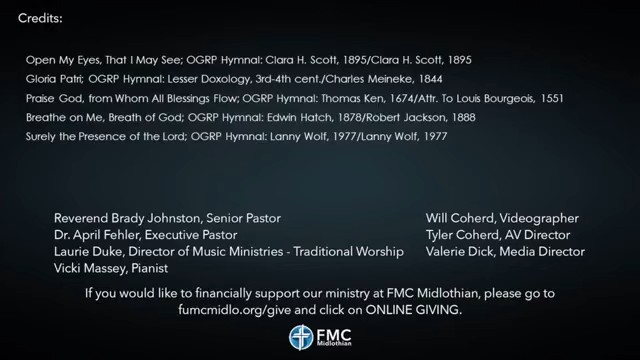 Credits:
Open My Eyes, That I May See; OGRP Hymnal: Clara H. Scott, 1895/Clara H. Scott, 1895
Gloria Patri; OGRP Hymnal: Lesser Doxology, 3rd-4th cent./Charles Meineke, 1844
Praise God, from Whom All Blessings Flow; OGRP Hymnal: Thomas Ken, 1674/Attr. To Louis Bourgeois, 1551
Breathe on Me, Breath of God; OGRP Hymnal: Edwin Hatch, 1878/Robert Jackson, 1888
Surely the Presence of the Lord; OGRP Hymnal: Lanny Wolf, 1977/Lanny Wolf, 1977
Reverend Brady Johnston, Senior Pastor
Dr. April Fehler, Executive Pastor
Laurie Duke, Director of Music Ministries - Traditional Worship
Vicki Massey, Pianist
Will Coherd, Videographer
Tyler Coherd, AV Director
Valerie Dick, Media Director
If you would like to financially support our ministry at FMC Midlothian, please go to
fumcmidlo.org/give and click on ONLINE GIVING.
FMC
Midlothian